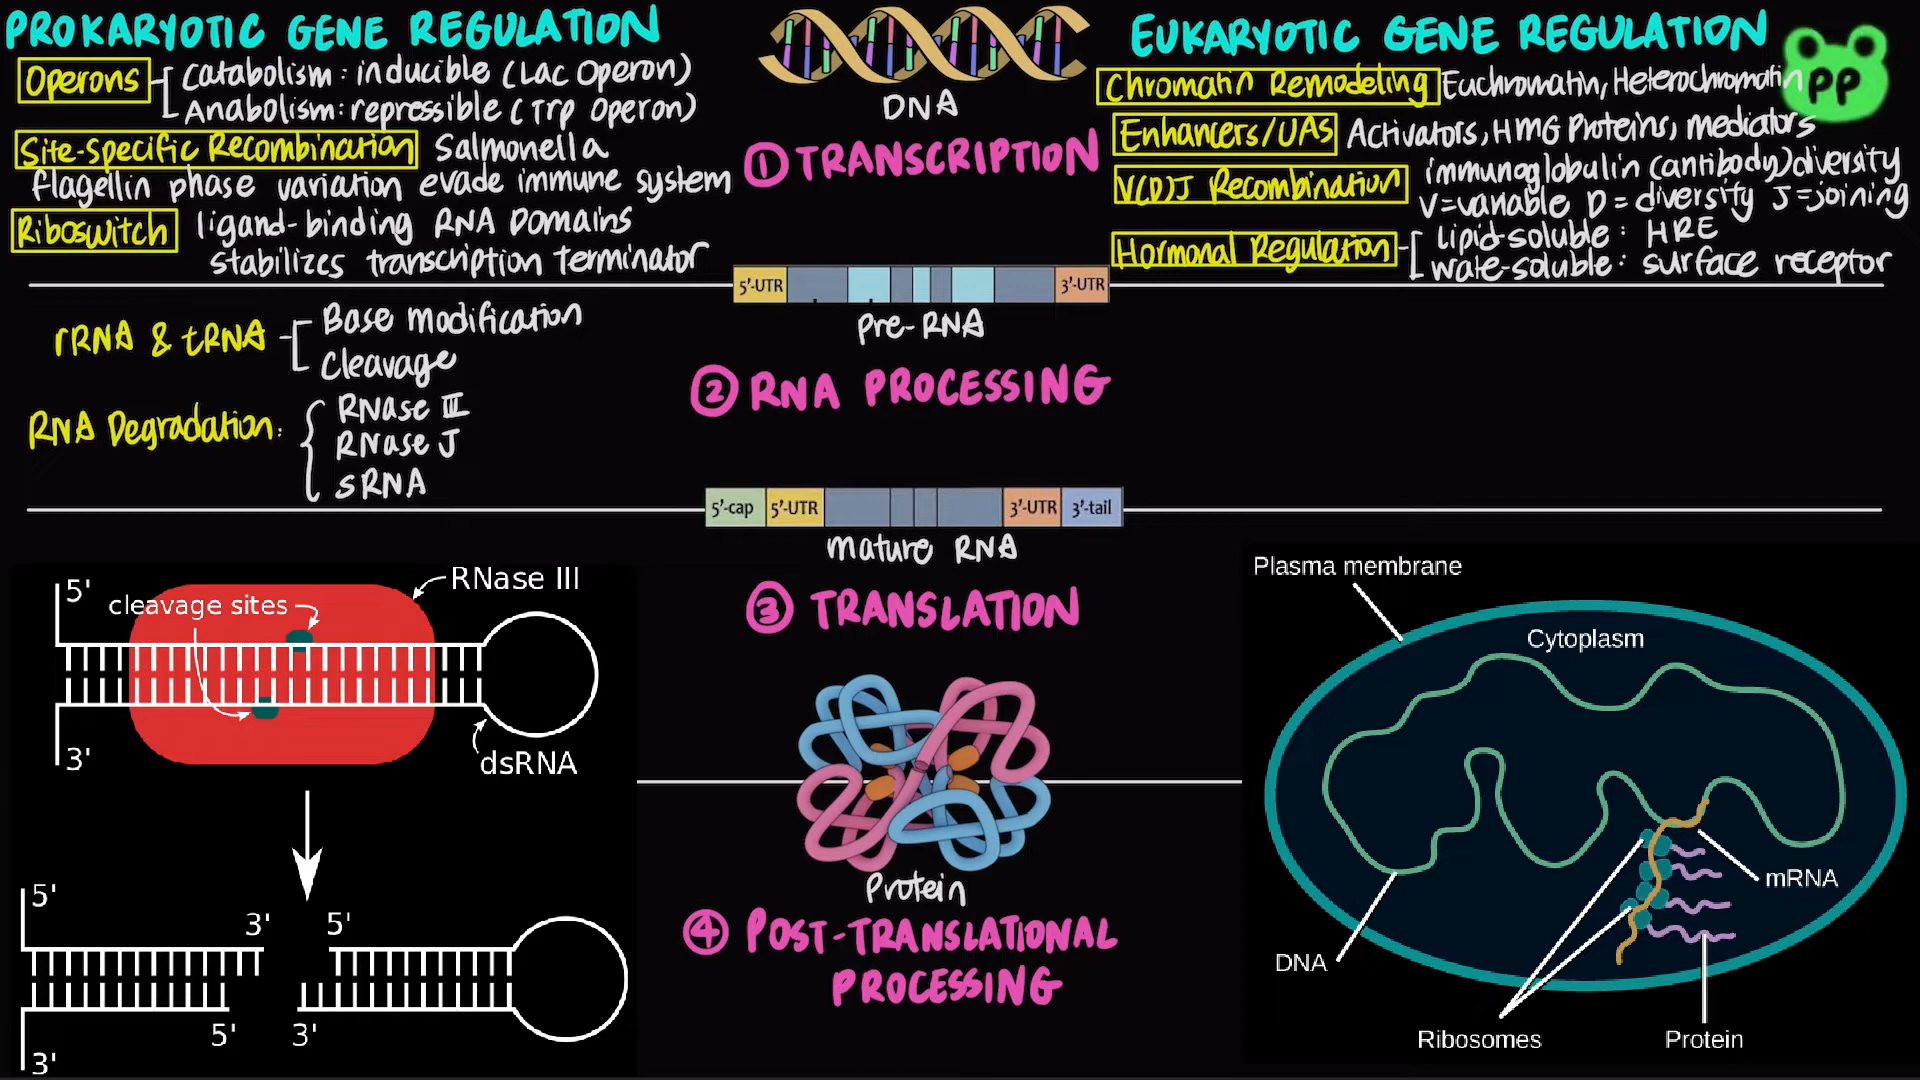 PROKARYOTIC GENE REGULATION
Operons
Catabolism: inducible (Lac Operon)
Anabolism: repressible (Trp Operon)
Site-specific Recombination Salmonella
flagellin phase variation evade immune system
Riboswitch ligand-binding RNA Domains
stabilizes transcription terminator
DNA
① TRANSCRIPTION
EUKARYOTIC GENE REGULATION
PP
Chromatin Remodeling Euchromatin, Heterochromatin
Enhancers/UAS Activators, HMG Proteins, mediators
V(D)J Recombination immunoglobulin (antibody) diversity
V=variable D=diversity J=joining
Hormonal Regulation
lipid-soluble: HRE
wate-soluble: surface receptor
5'-UTR 3'-UTR
Pre-RNA
rRNA & tRNA
Base modification
Cleavage
RNA Degradation:
RNase III
RNase J
sRNA
② RNA PROCESSING
5'-cap 5'-UTR 3'-UTR 3'-tail
mature RNA
③ TRANSLATION
5'
cleavage sites
RNase III
3'
dsRNA
5'
3' 5'
5' 3'
3'
Protein
④ POST-TRANSLATIONAL
PROCESSING
Plasma membrane
Cytoplasm
mRNA
DNA
Ribosomes
Protein